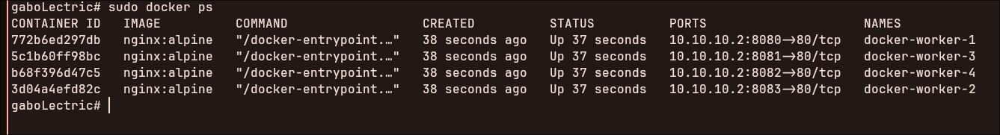 gaboLectric# sudo docker ps
CONTAINER ID   IMAGE          COMMAND                  CREATED          STATUS          PORTS                     NAMES
772b6ed297db   nginx:alpine   "/docker-entrypoint.…"   38 seconds ago   Up 37 seconds   10.10.10.2:8080->80/tcp   docker-worker-1
5c1b60ff98bc   nginx:alpine   "/docker-entrypoint.…"   38 seconds ago   Up 37 seconds   10.10.10.2:8081->80/tcp   docker-worker-3
b68f396d47c5   nginx:alpine   "/docker-entrypoint.…"   38 seconds ago   Up 37 seconds   10.10.10.2:8082->80/tcp   docker-worker-4
3d04a4efd82c   nginx:alpine   "/docker-entrypoint.…"   38 seconds ago   Up 37 seconds   10.10.10.2:8083->80/tcp   docker-worker-2
gaboLectric#